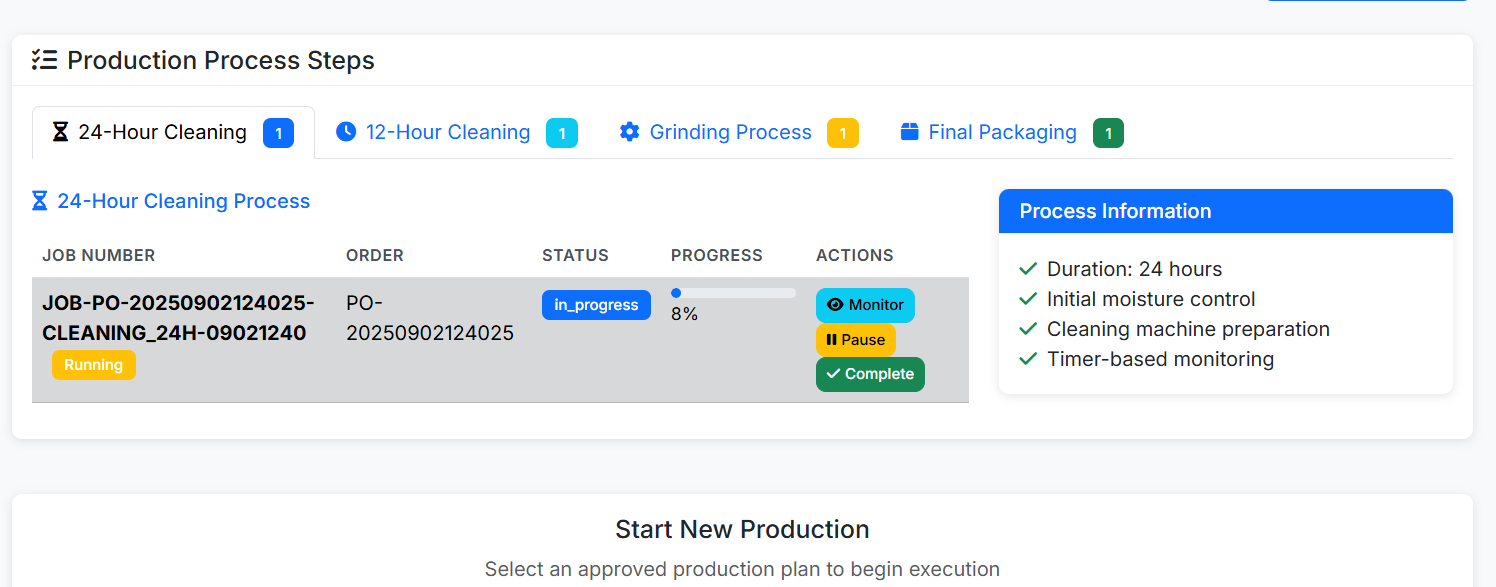 Production Process Steps
24-Hour Cleaning 1 12-Hour Cleaning 1 Grinding Process 1 Final Packaging 1
24-Hour Cleaning Process
JOB NUMBER ORDER STATUS PROGRESS ACTIONS
JOB-PO-20250902124025-
CLEANING_24H-09021240
Running
PO-
20250902124025
in_progress
8%
Monitor
Pause
Complete
Process Information
Duration: 24 hours
Initial moisture control
Cleaning machine preparation
Timer-based monitoring
Start New Production
Select an approved production plan to begin execution